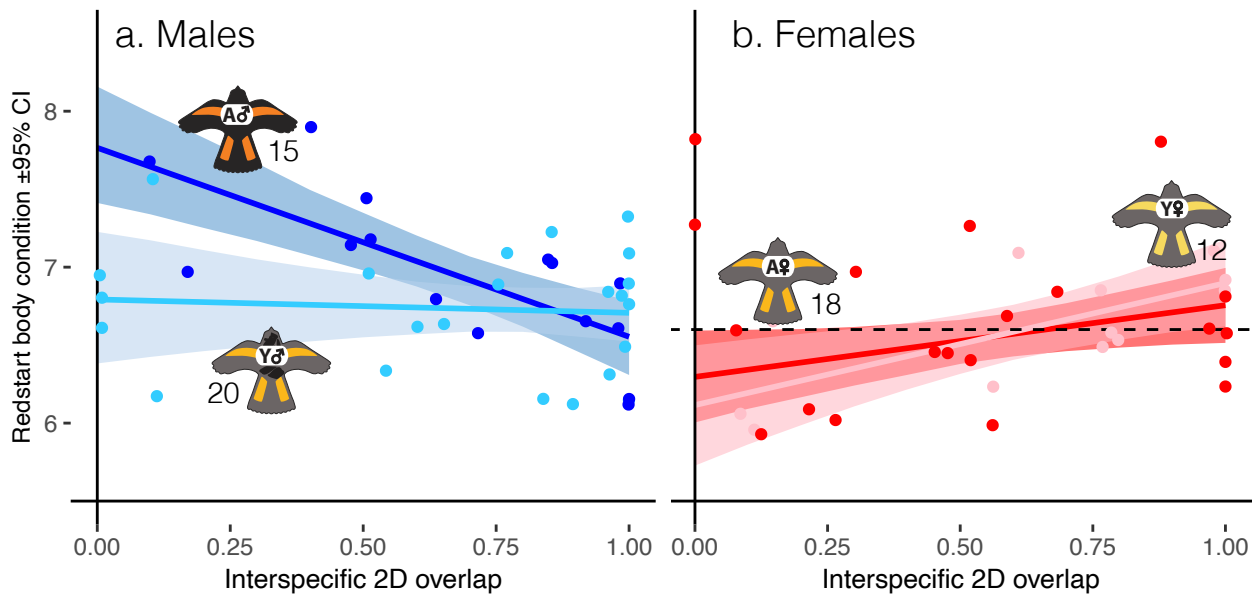 a. Males
b. Females
Redstart body condition ±95% CI
8
7
6
A♂
15
Y♂
20
A♀
18
Y♀
12
0.00 0.25 0.50 0.75 1.00
0.00 0.25 0.50 0.75 1.00
Interspecific 2D overlap
Interspecific 2D overlap